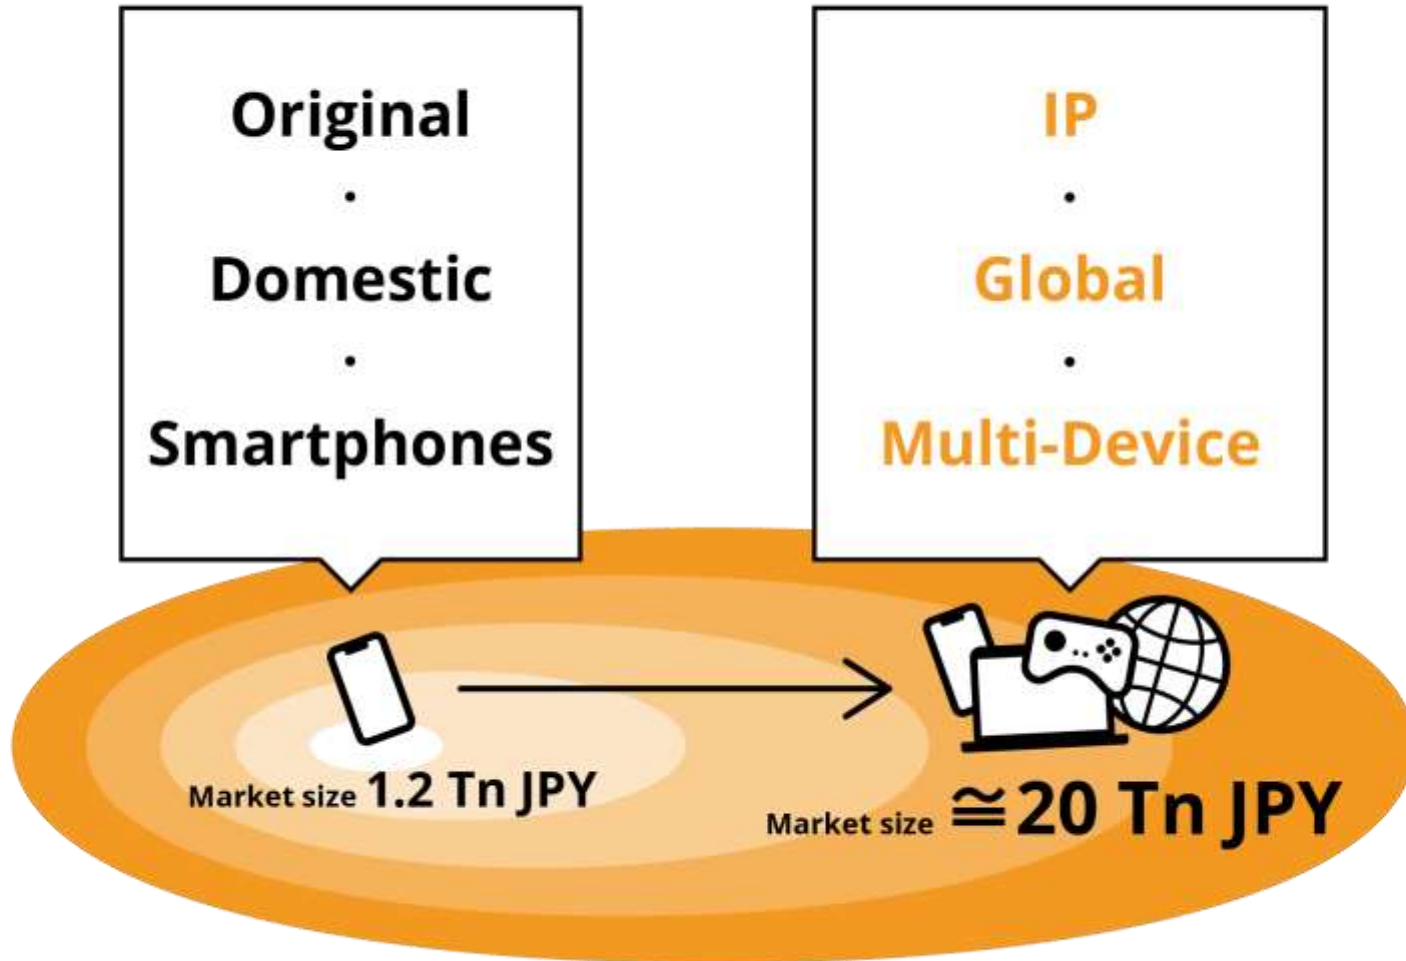 Original
・
Domestic
・
Smartphones
IP
・
Global
・
Multi-Device
Market size 1.2 Tn JPY
Market size ≅20 Tn JPY